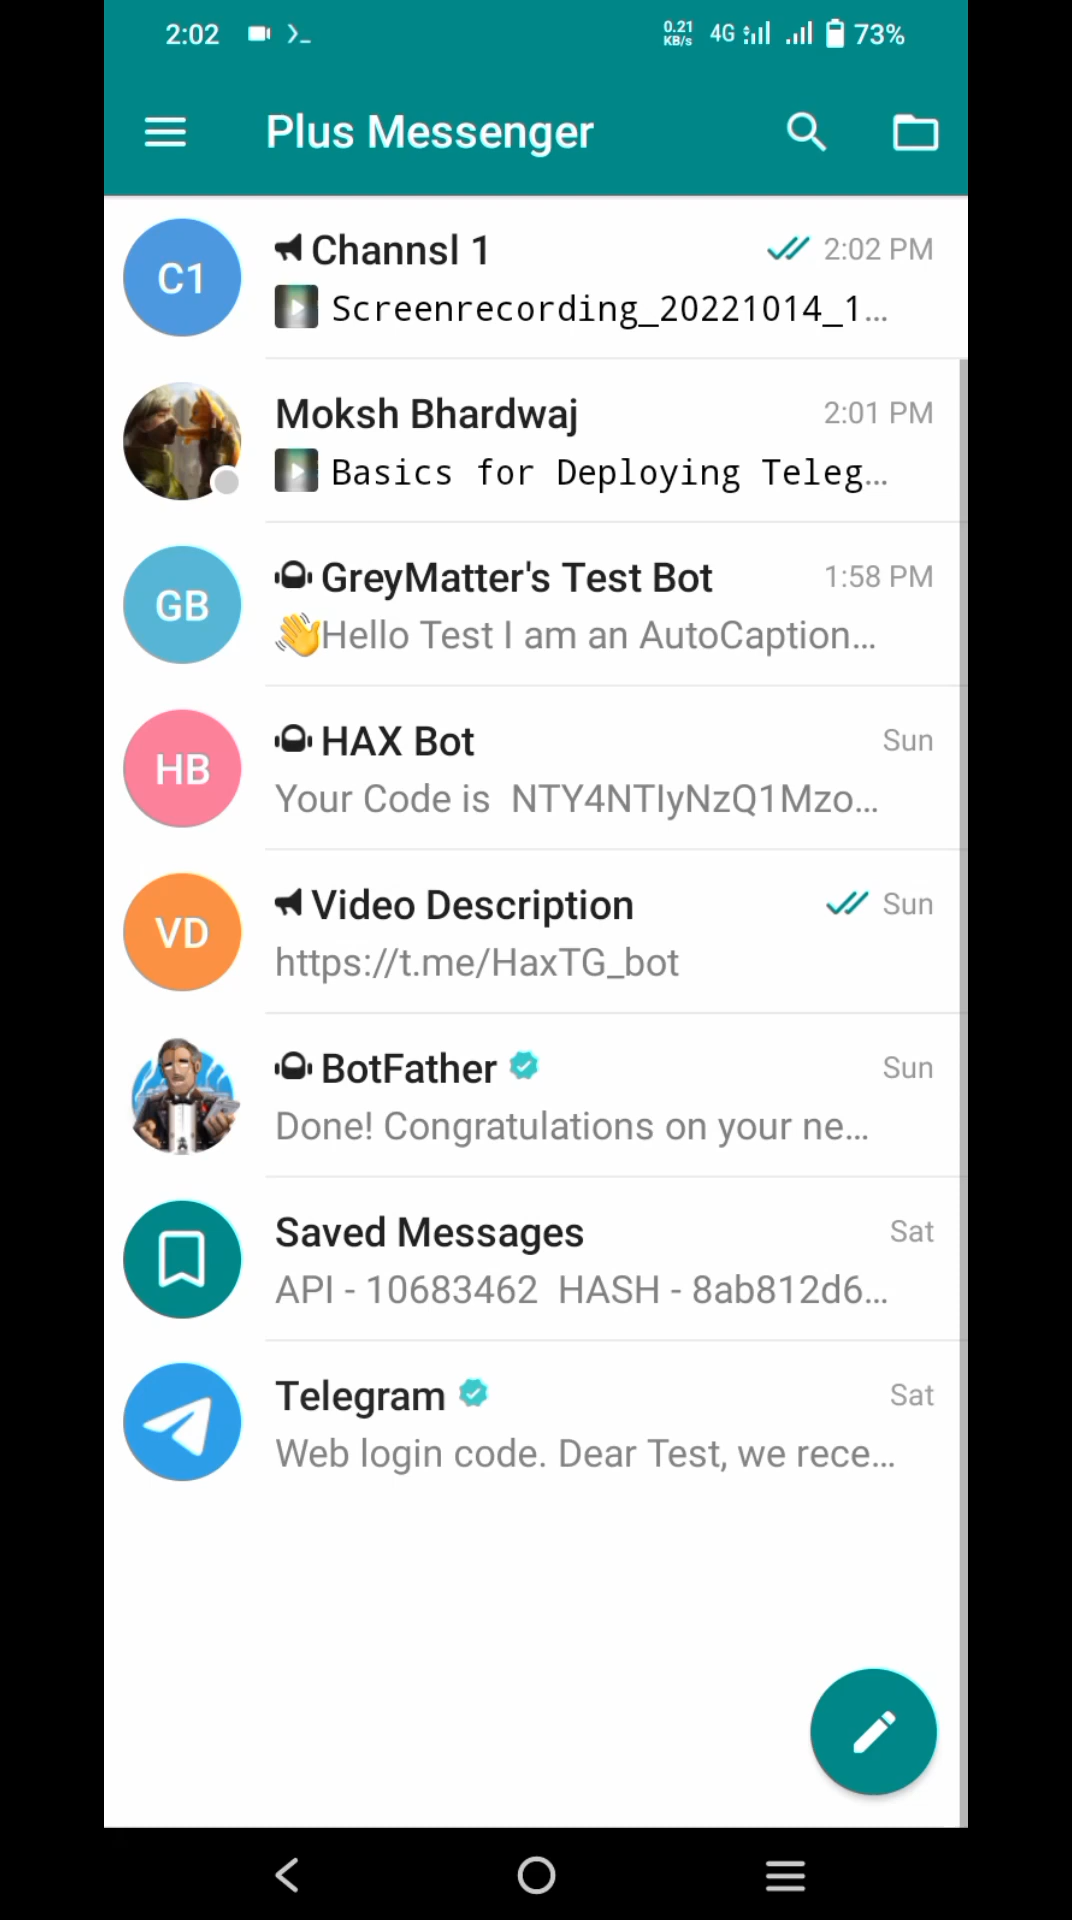 2:02
0.21 KB/s 4G 73%
Plus Messenger
C1
Channsl 1
2:02 PM
Screenrecording_20221014_1...
Moksh Bhardwaj
2:01 PM
Basics for Deploying Teleg...
GB
GreyMatter's Test Bot
1:58 PM
👋Hello Test I am an AutoCaption...
HB
HAX Bot
Sun
Your Code is NTY4NTIyNzQ1Mzo...
VD
Video Description
Sun
https://t.me/HaxTG_bot
BotFather
Sun
Done! Congratulations on your ne...
Saved Messages
Sat
API - 10683462 HASH - 8ab812d6...
Telegram
Sat
Web login code. Dear Test, we rece...